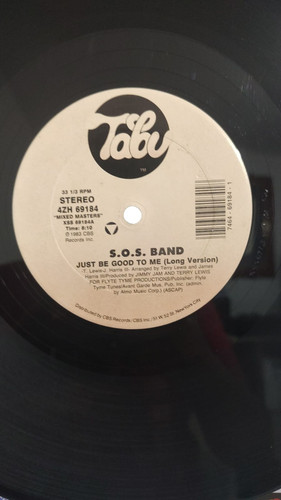 Tabu
TM
33 1/3 RPM
STEREO
4ZH 69184
"MIXED MASTERS"
XSS 69184A
Time: 9:10
℗ 1983 CBS
Records Inc.
7464-69184-1
S.O.S. BAND
JUST BE GOOD TO ME (Long Version)
(T. Lewis-J. Harris III- Arranged by Terry Lewis and James
Harris III/Produced by JIMMY JAM AND TERRY LEWIS
FOR FLYTE TYME PRODUCTIONS/Publisher: Flyte
Tyme Tunes/Avant Garde Mus. Pub. Inc. (admin.
by Almo Music Corp.) (ASCAP)
Distributed by CBS Records/ CBS Inc./ 51 W. 52 St. New York City